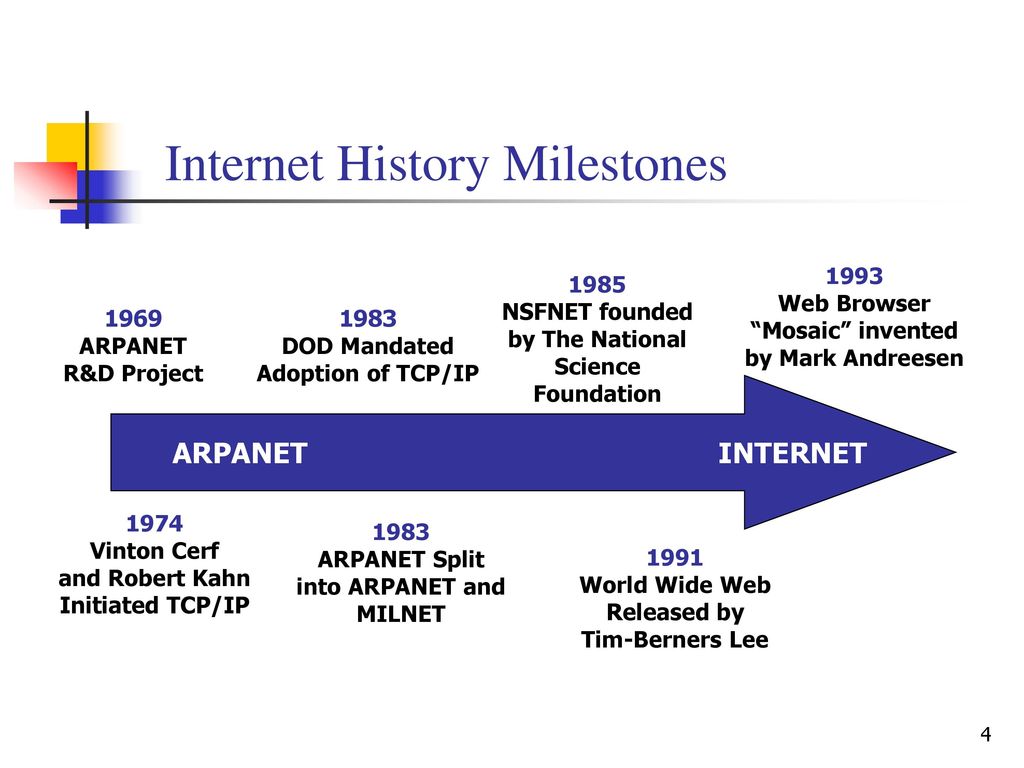 Internet History Milestones
1969
ARPANET
R&D Project
1983
DOD Mandated
Adoption of TCP/IP
1985
NSFNET founded
by The National
Science
Foundation
1993
Web Browser
“Mosaic” invented
by Mark Andreesen
ARPANET
INTERNET
1974
Vinton Cerf
and Robert Kahn
Initiated TCP/IP
1983
ARPANET Split
into ARPANET and
MILNET
1991
World Wide Web
Released by
Tim-Berners Lee
4